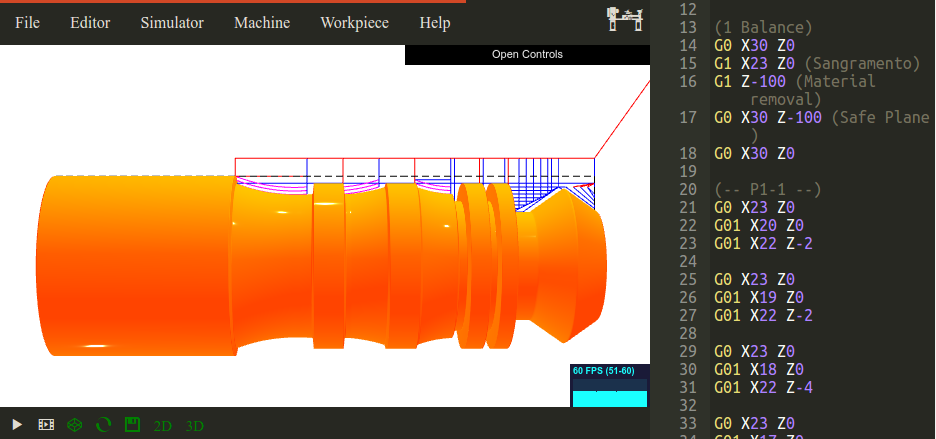 File Editor Simulator Machine Workpiece Help
Open Controls
60 FPS (51-60)
2D 3D
12
13 (1 Balance)
14 G0 X30 Z0
15 G1 X23 Z0 (Sangramento)
16 G1 Z-100 (Material
removal)
17 G0 X30 Z-100 (Safe Plane
)
18 G0 X30 Z0
19
20 (-- P1-1 --)
21 G0 X23 Z0
22 G01 X20 Z0
23 G01 X22 Z-2
24
25 G0 X23 Z0
26 G01 X19 Z0
27 G01 X22 Z-2
28
29 G0 X23 Z0
30 G01 X18 Z0
31 G01 X22 Z-4
32
33 G0 X23 Z0
34 G01 X17 Z0